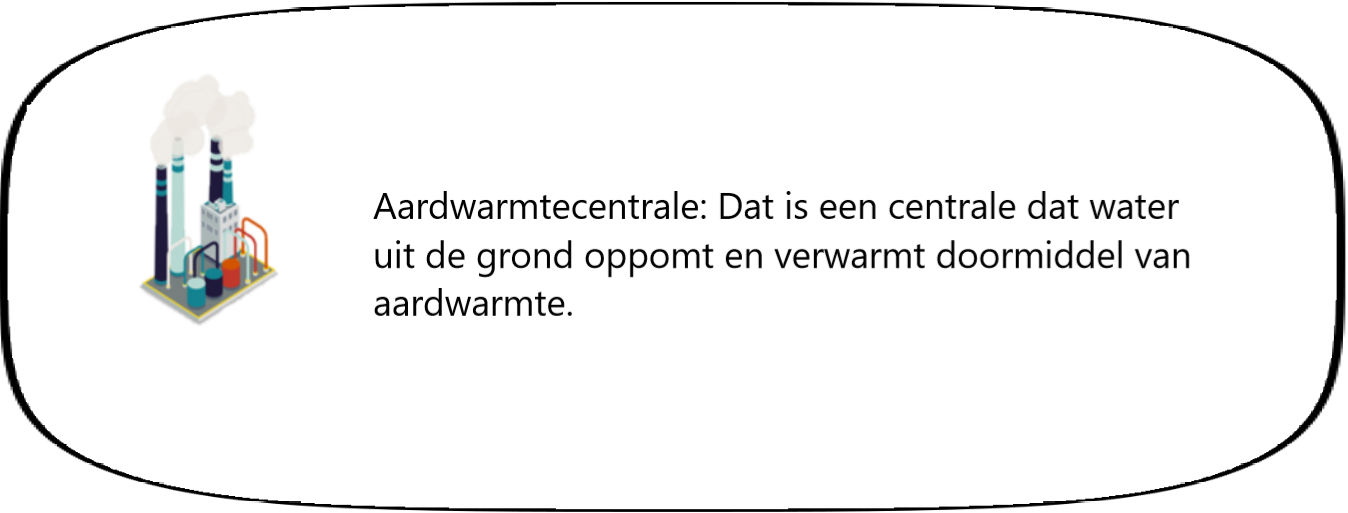 Aardwarmtecentrale: Dat is een centrale dat water
uit de grond oppomt en verwarmt doormiddel van
aardwarmte.